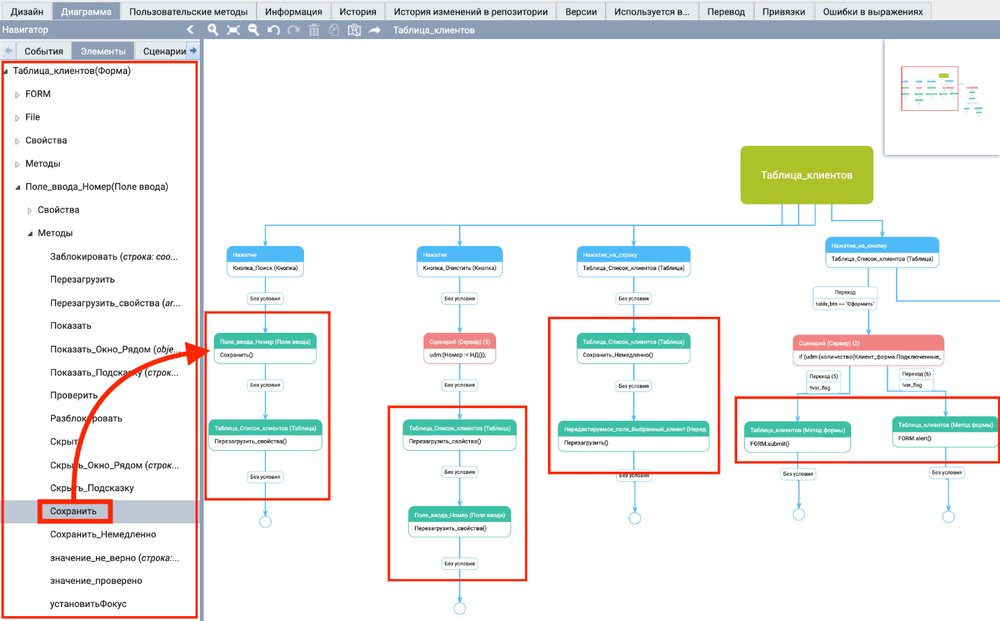 Дизайн
Диаграмма
Пользовательские методы
Информация
История
История изменений в репозитории
Версии
Используется в...
Перевод
Привязки
Ошибки в выражениях
Навигатор
Таблица_клиентов
События
Элементы
Сценарии
Таблица_клиентов(Форма)
FORM
File
Свойства
Методы
Поле_ввода_Номер(Поле ввода)
Свойства
Методы
Заблокировать (строка: соо...
Перезагрузить
Перезагрузить_свойства (ar...
Показать
Показать_Окно_Рядом (obje...
Показать_Подсказку (строк...
Проверить
Разблокировать
Скрыть
Скрыть_Окно_Рядом (строк...
Скрыть_Подсказку
Сохранить
Сохранить_Немедленно
значение_не_верно (строка:...
значение_проверено
установитьФокус
Таблица_клиентов
Нажатие
Кнопка_Поиск (Кнопка)
Без условия
Поле_ввода_Номер (Поле ввода)
Сохранить()
Без условия
Таблица_Список_клиентов (Таблица)
Перезагрузить_свойства()
Без условия
Нажатие
Кнопка_Очистить (Кнопка)
Без условия
Сценарий (Сервер) (3)
udm:(Номер := НД());
Без условия
Таблица_Список_клиентов (Таблица)
Перезагрузить_свойства()
Без условия
Поле_ввода_Номер (Поле ввода)
Перезагрузить_свойства()
Без условия
Нажатие_на_строку
Таблица_Список_клиентов (Таблица)
Без условия
Таблица_Список_клиентов (Таблица)
Сохранить_Немедленно()
Без условия
Нередактируемое_поле_Выбранный_клиент (Неред
Перезагрузить()
Без условия
Нажатие_на_кнопку
Таблица_Список_клиентов (Таблица)
Переход
table_btn == "Оформить"
Сценарий (Сервер) (2)
if (udm:(количество(Клиент_форма.Подключенные_
Переход (5)
!!var_flag
Переход (6)
!var_flag
Таблица_клиентов (Метод формы)
FORM.submit()
Без условия
Таблица_клиентов (Метод формы)
FORM.alert()
Без условия